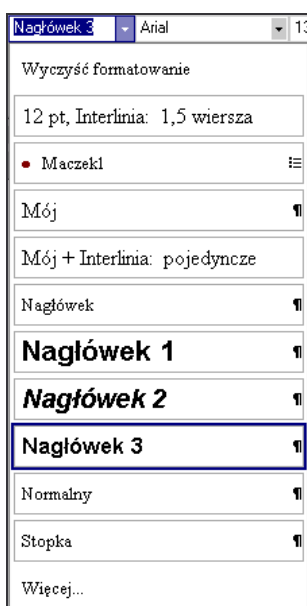 Nagłówek 3 Arial 13
Wyczyść formatowanie
12 pt, Interlinia: 1,5 wiersza
• Maczekl
Mój ¶
Mój + Interlinia: pojedyncze
Nagłówek ¶
Nagłówek 1 ¶
Nagłówek 2 ¶
Nagłówek 3 ¶
Normalny ¶
Stopka ¶
Więcej...